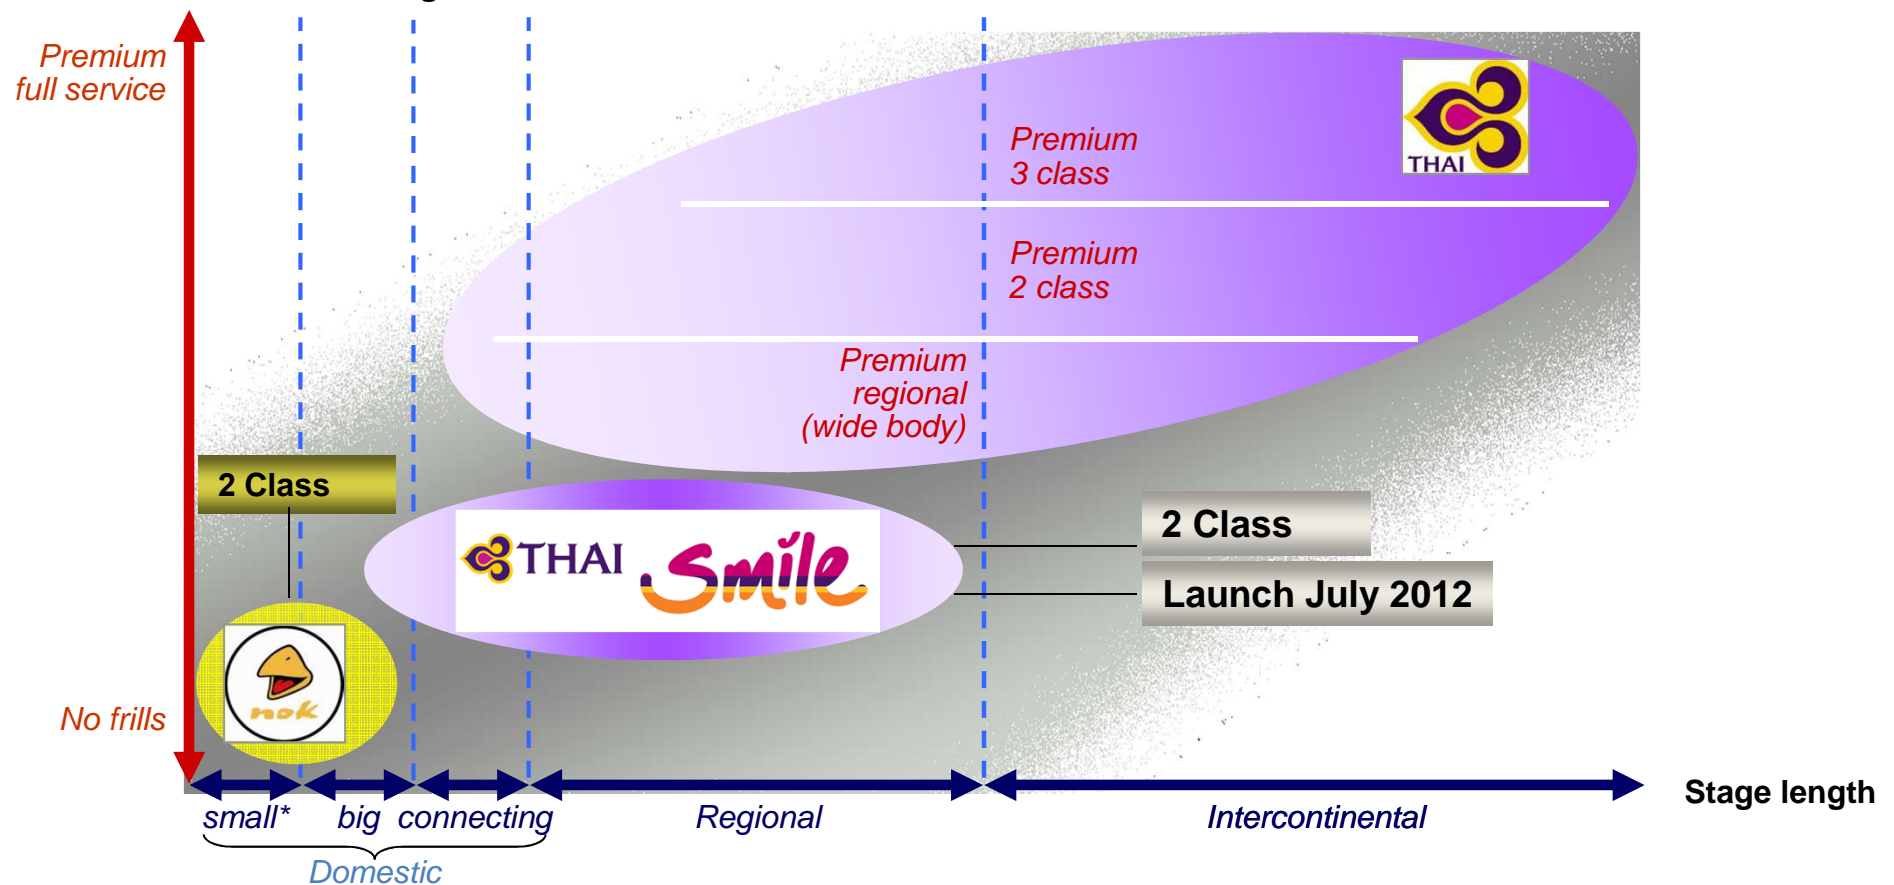 Premium
full service
Premium
3 class
THAI
Premium
2 class
Premium
regional
(wide body)
2 Class
THAI smile
2 Class
Launch July 2012
nok
No frills
small* big connecting Regional Intercontinental
Stage length
Domestic